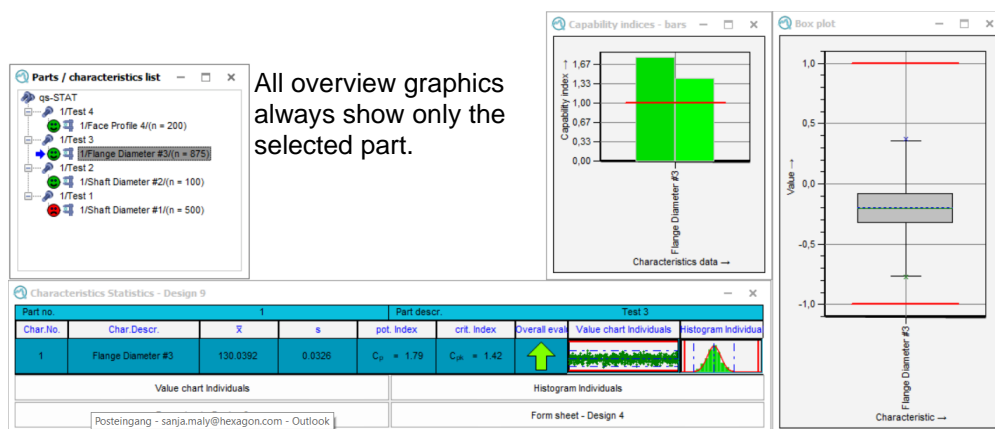 Parts / characteristics list
qs-STAT
1/Test 4
1/Face Profile 4/(n = 200)
1/Test 3
1/Flange Diameter #3/(n = 875)
1/Test 2
1/Shaft Diameter #2/(n = 100)
1/Test 1
1/Shaft Diameter #1/(n = 500)
All overview graphics
always show only the
selected part.
Capability indices - bars
Capability index →
1,67
1,33
1,00
0,67
0,33
0,00
Flange Diameter #3
Characteristics data →
Box plot
Value →
1,0
0,5
0,0
-0,5
-1,0
Flange Diameter #3
Characteristic →
Characteristics Statistics - Design 9
Part no. 1 Part descr. Test 3
Char.No. Char.Descr. x̅ s pot. Index crit. Index Overall eval Value chart Individuals Histogram Individua
1 Flange Diameter #3 130.0392 0.0326 Cp = 1.79 Cpk = 1.42
Value chart Individuals Histogram Individuals
Form sheet - Design 4
Posteingang - sanja.maly@hexagon.com - Outlook